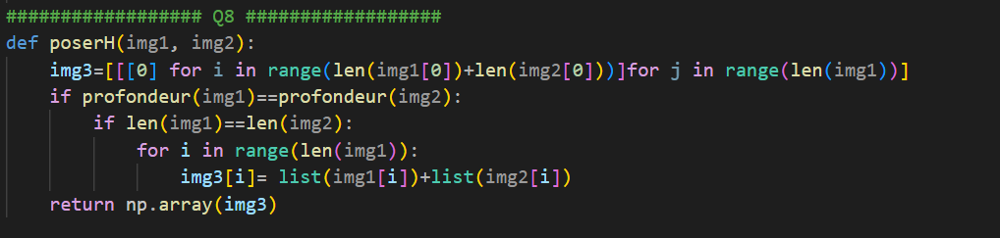 ################## Q8 ##################
def poserH(img1, img2):
    img3=[[[0] for i in range(len(img1[0])+len(img2[0]))]for j in range(len(img1))]
    if profondeur(img1)==profondeur(img2):
        if len(img1)==len(img2):
            for i in range(len(img1)):
                img3[i]= list(img1[i])+list(img2[i])
    return np.array(img3)